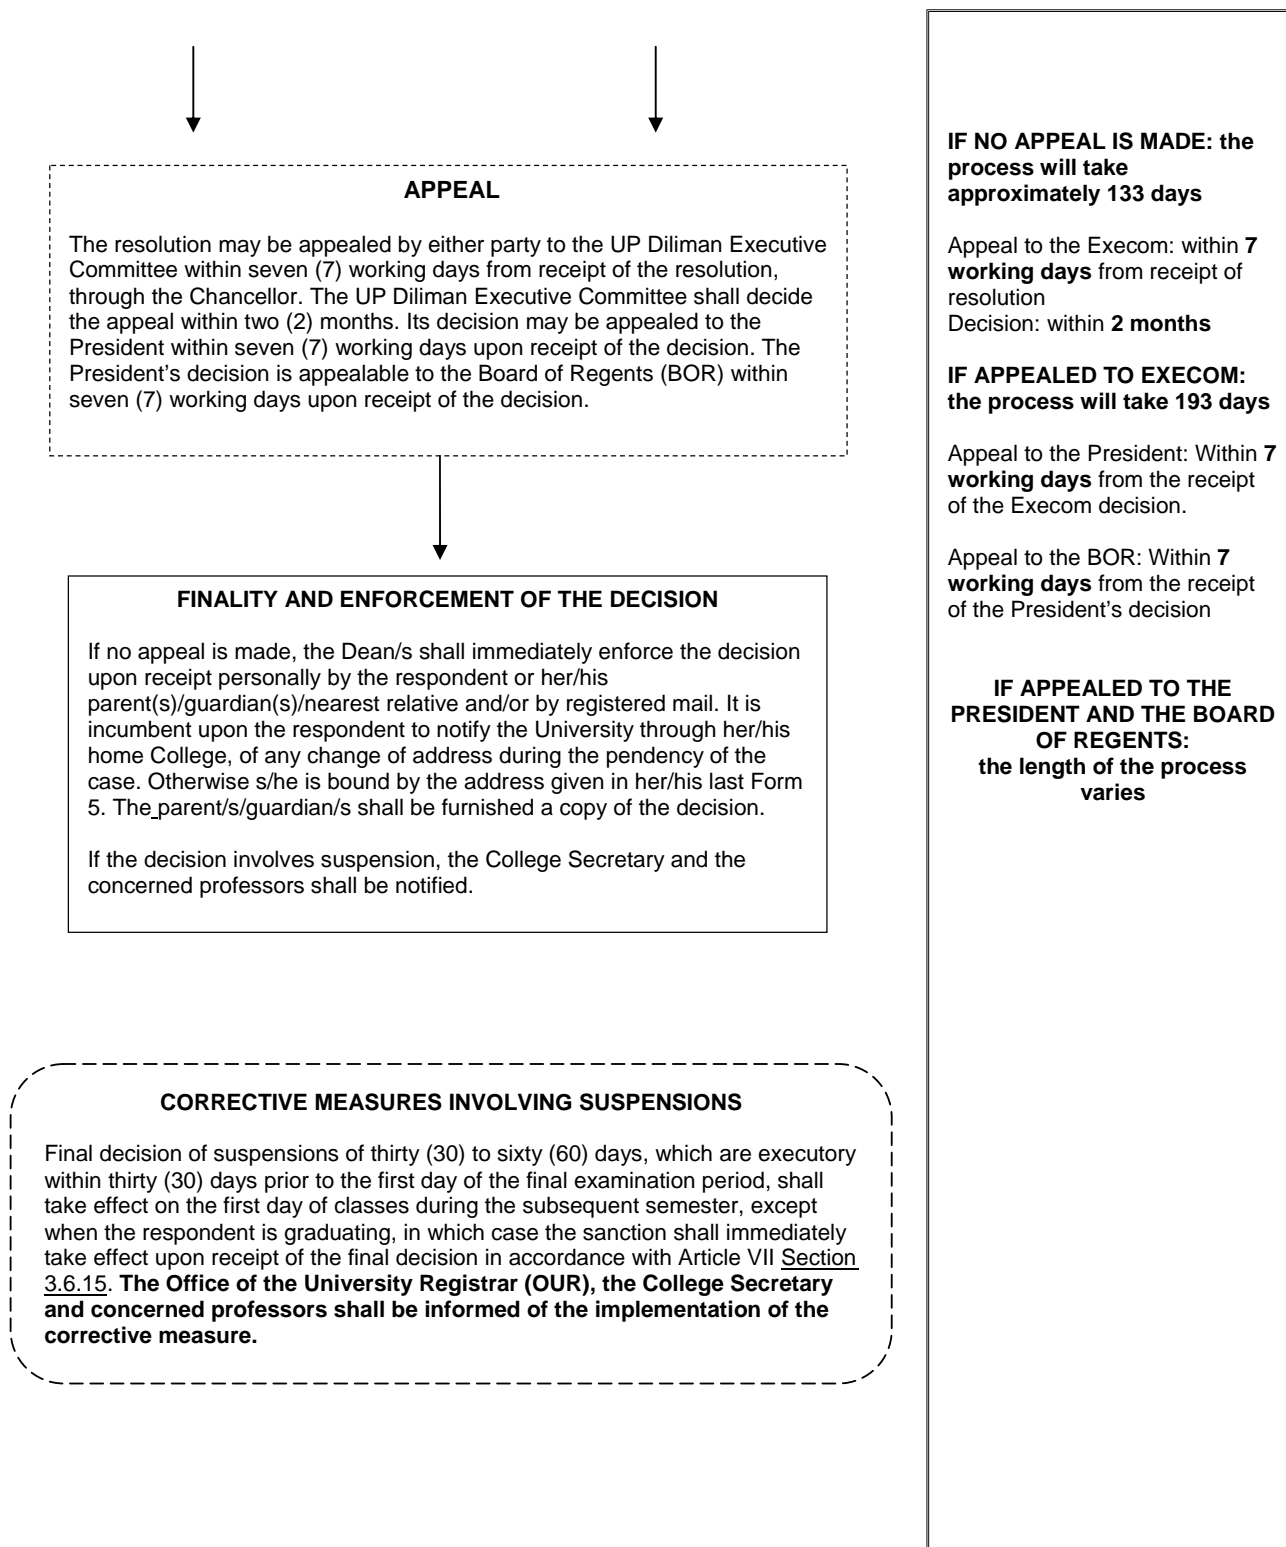 APPEAL
The resolution may be appealed by either party to the UP Diliman Executive
Committee within seven (7) working days from receipt of the resolution,
through the Chancellor. The UP Diliman Executive Committee shall decide
the appeal within two (2) months. Its decision may be appealed to the
President within seven (7) working days upon receipt of the decision. The
President’s decision is appealable to the Board of Regents (BOR) within
seven (7) working days upon receipt of the decision.
FINALITY AND ENFORCEMENT OF THE DECISION
If no appeal is made, the Dean/s shall immediately enforce the decision
upon receipt personally by the respondent or her/his
parent(s)/guardian(s)/nearest relative and/or by registered mail. It is
incumbent upon the respondent to notify the University through her/his
home College, of any change of address during the pendency of the
case. Otherwise s/he is bound by the address given in her/his last Form
5. The parent/s/guardian/s shall be furnished a copy of the decision.
If the decision involves suspension, the College Secretary and the
concerned professors shall be notified.
CORRECTIVE MEASURES INVOLVING SUSPENSIONS
Final decision of suspensions of thirty (30) to sixty (60) days, which are executory
within thirty (30) days prior to the first day of the final examination period, shall
take effect on the first day of classes during the subsequent semester, except
when the respondent is graduating, in which case the sanction shall immediately
take effect upon receipt of the final decision in accordance with Article VII Section
3.6.15. The Office of the University Registrar (OUR), the College Secretary
and concerned professors shall be informed of the implementation of the
corrective measure.
IF NO APPEAL IS MADE: the
process will take
approximately 133 days
Appeal to the Execom: within 7
working days from receipt of
resolution
Decision: within 2 months
IF APPEALED TO EXECOM:
the process will take 193 days
Appeal to the President: Within 7
working days from the receipt
of the Execom decision.
Appeal to the BOR: Within 7
working days from the receipt
of the President’s decision
IF APPEALED TO THE
PRESIDENT AND THE BOARD
OF REGENTS:
the length of the process
varies